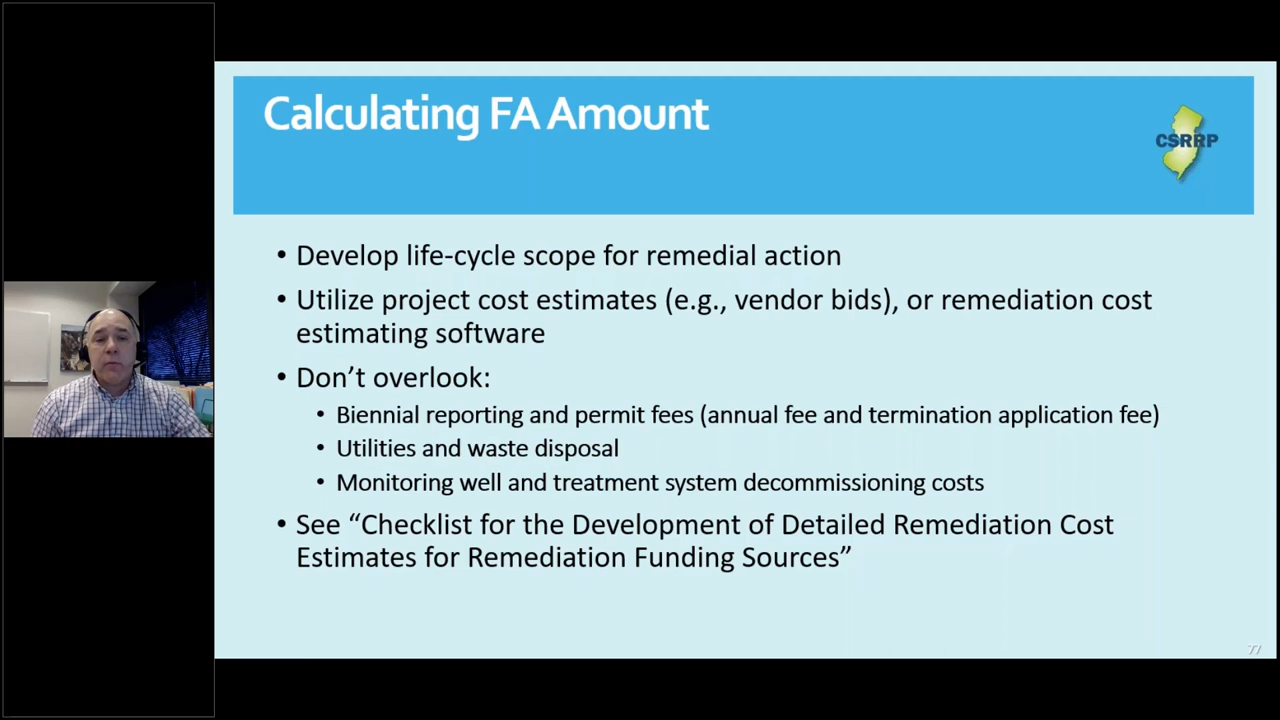 Calculating FA Amount
CSRRP
• Develop life-cycle scope for remedial action
• Utilize project cost estimates (e.g., vendor bids), or remediation cost
estimating software
• Don’t overlook:
• Biennial reporting and permit fees (annual fee and termination application fee)
• Utilities and waste disposal
• Monitoring well and treatment system decommissioning costs
• See “Checklist for the Development of Detailed Remediation Cost
Estimates for Remediation Funding Sources”
77